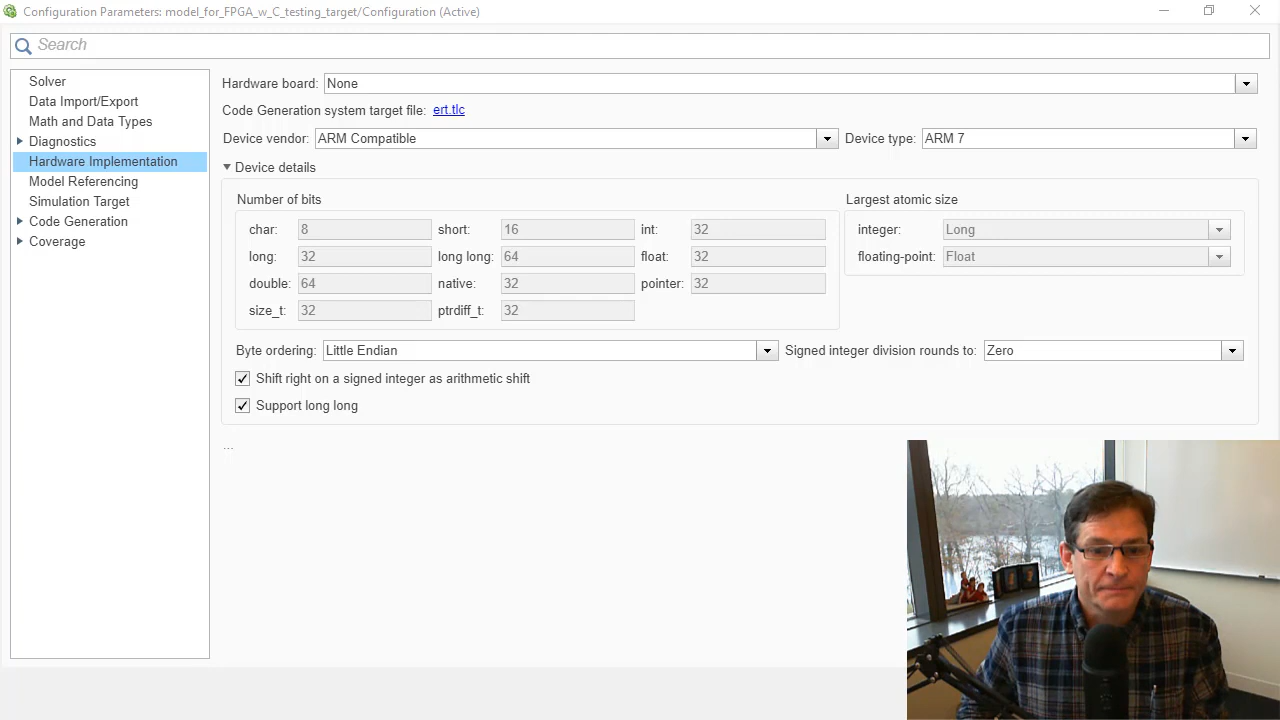 Configuration Parameters: model_for_FPGA_w_C_testing_target/Configuration (Active)
Search
Solver
Data Import/Export
Math and Data Types
Diagnostics
Hardware Implementation
Model Referencing
Simulation Target
Code Generation
Coverage
Hardware board: None
Code Generation system target file: ert.tlc
Device vendor: ARM Compatible Device type: ARM 7
Device details
Number of bits
char: 8 short: 16 int: 32
long: 32 long long: 64 float: 32
double: 64 native: 32 pointer: 32
size_t: 32 ptrdiff_t: 32
Largest atomic size
integer: Long
floating-point: Float
Byte ordering: Little Endian Signed integer division rounds to: Zero
Shift right on a signed integer as arithmetic shift
Support long long
...